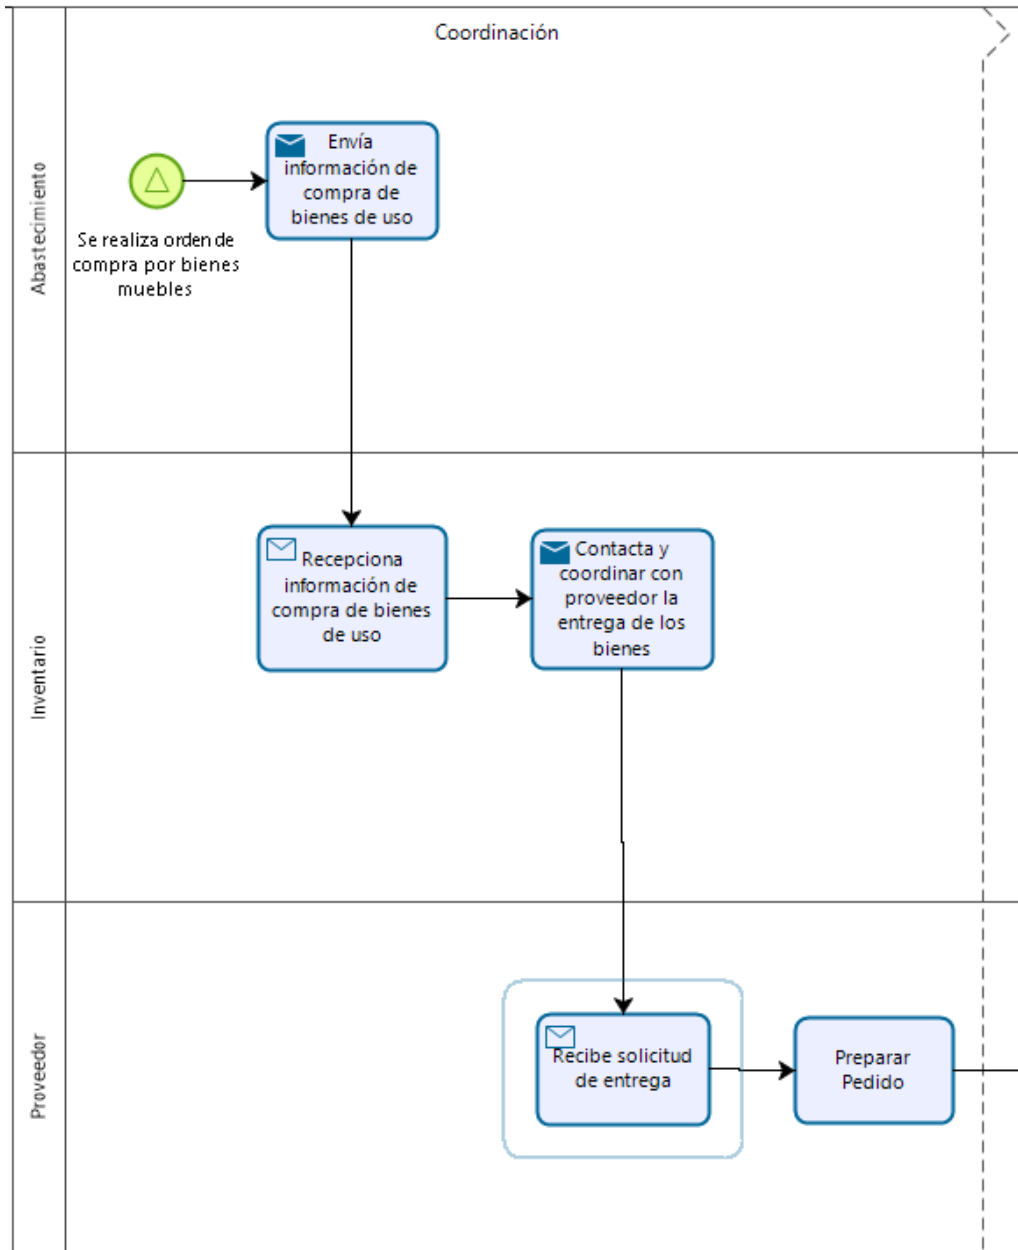 Coordinación
Abastecimiento
Envía
información de
compra de
bienes de uso
Se realiza orden de
compra por bienes
muebles
Inventario
Recepciona
información de
compra de bienes
de uso
Contacta y
coordinar con
proveedor la
entrega de los
bienes
Proveedor
Recibe solicitud
de entrega
Preparar
Pedido